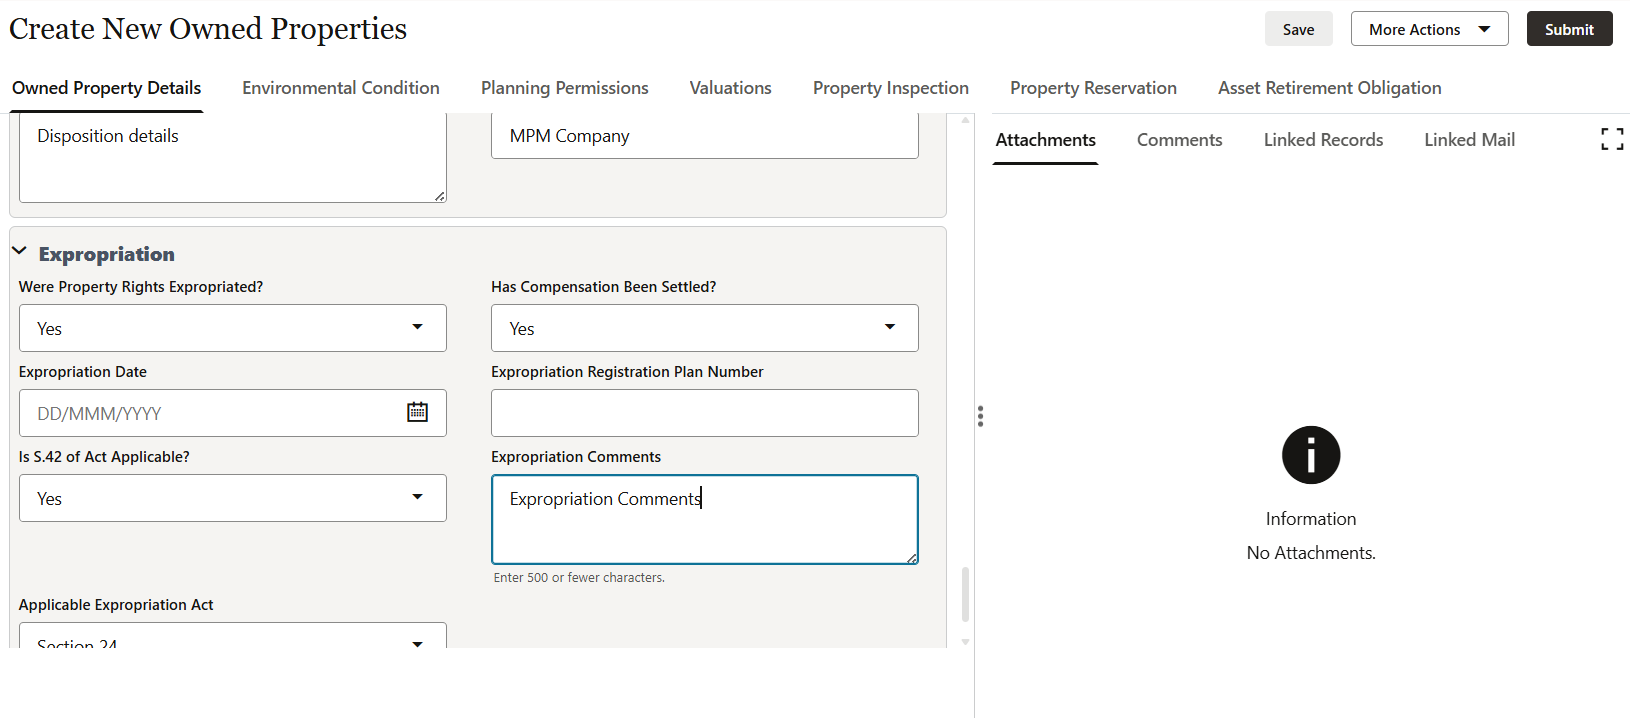 Create New Owned Properties
Save
More Actions
Submit
Owned Property Details
Environmental Condition
Planning Permissions
Valuations
Property Inspection
Property Reservation
Asset Retirement Obligation
Disposition details
MPM Company
Attachments
Comments
Linked Records
Linked Mail
Expropriation
Were Property Rights Expropriated?
Has Compensation Been Settled?
Yes
Yes
Expropriation Date
Expropriation Registration Plan Number
DD/MMM/YYYY
Is S.42 of Act Applicable?
Expropriation Comments
Yes
Expropriation Comments
Enter 500 or fewer characters.
Applicable Expropriation Act
Section 24
Information
No Attachments.